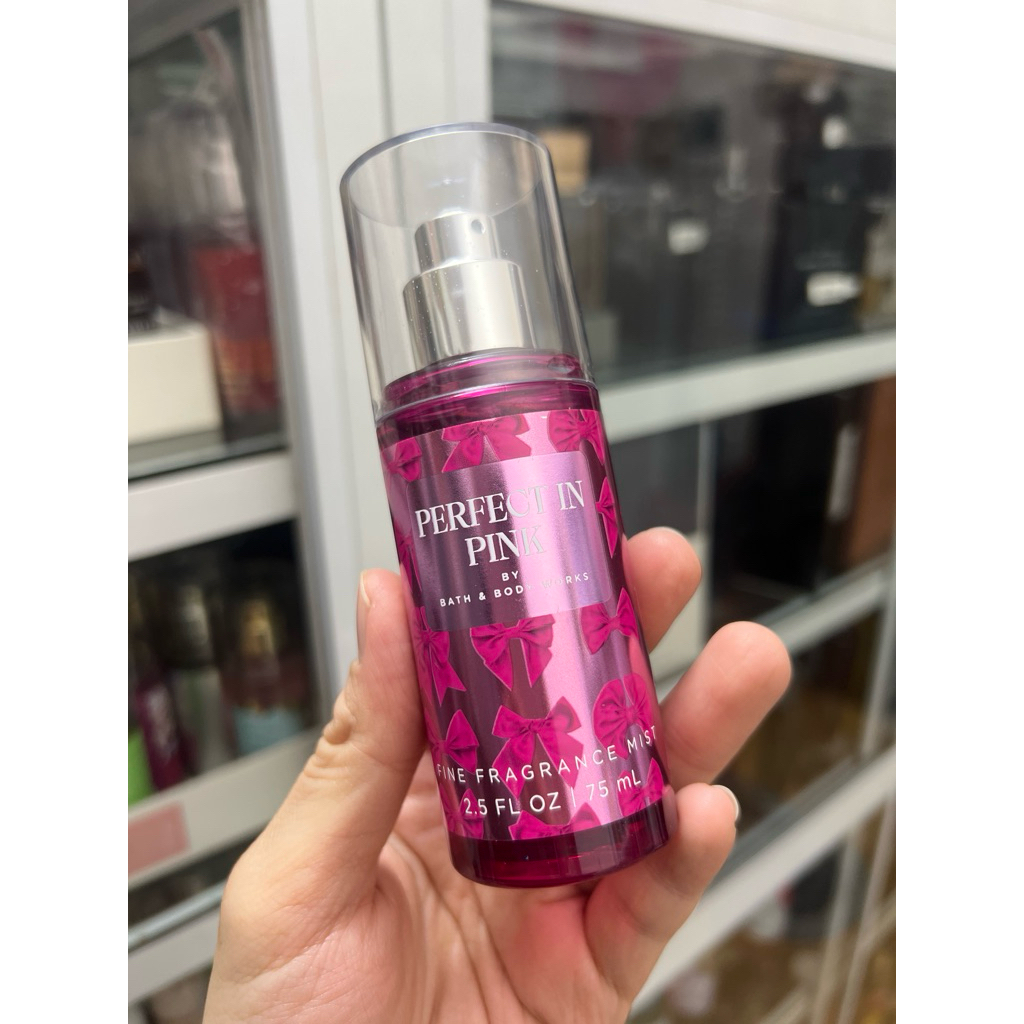 PERFECT IN
PINK
BY
BATH & BODY WORKS
FINE FRAGRANCE MIST
2.5 FL OZ | 75 mL